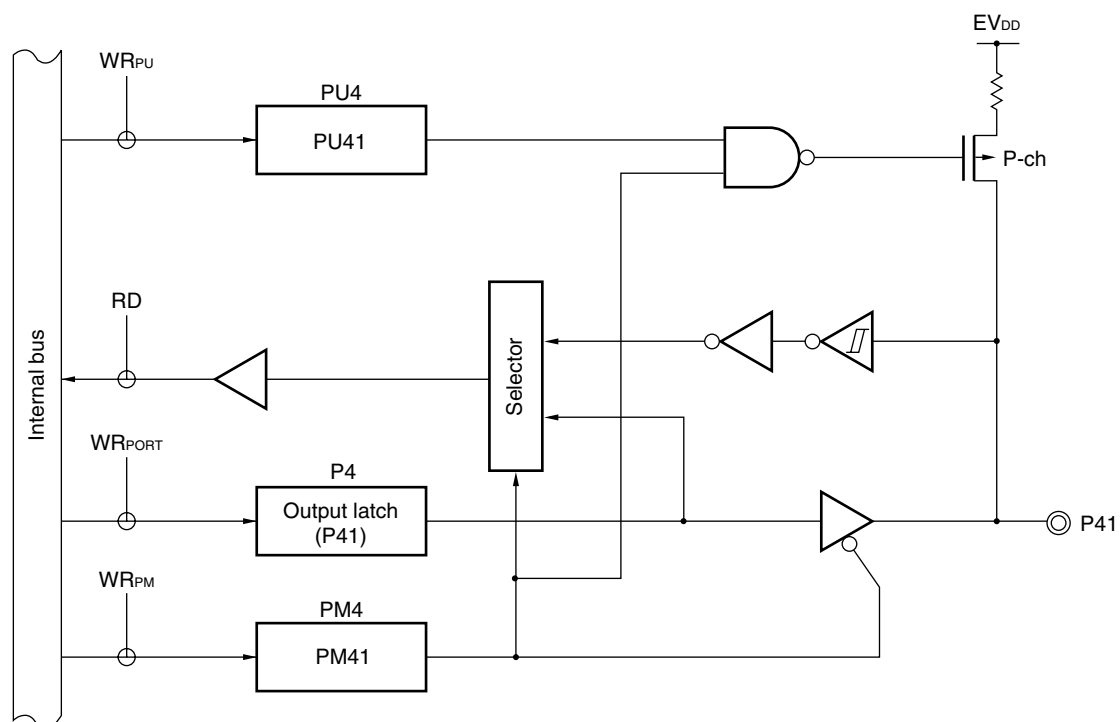 EVDD
WRPU
PU4
PU41
P-ch
RD
Selector
Internal bus
WRPORT
P4
Output latch
(P41)
P41
WRPM
PM4
PM41